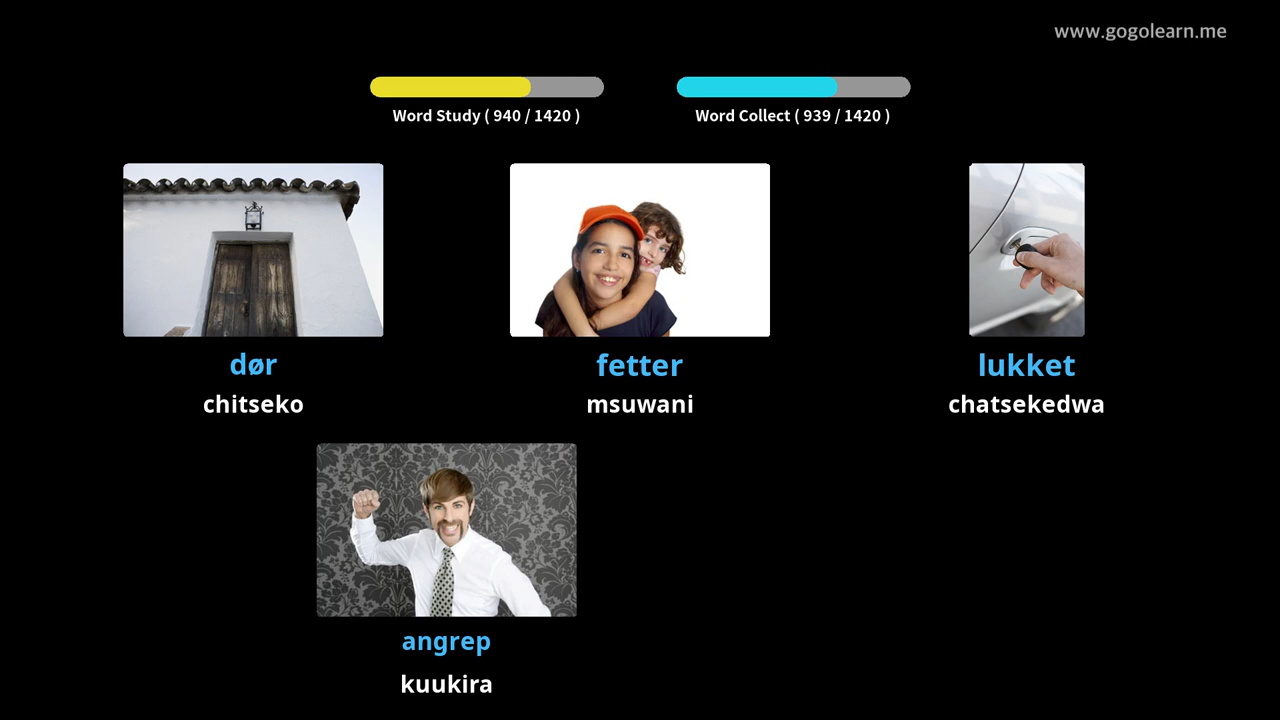 www.gogolearn.me
Word Study ( 940 / 1420 )
Word Collect ( 939 / 1420 )
dør
chitseko
fetter
msuwani
lukket
chatsekedwa
angrep
kuukira